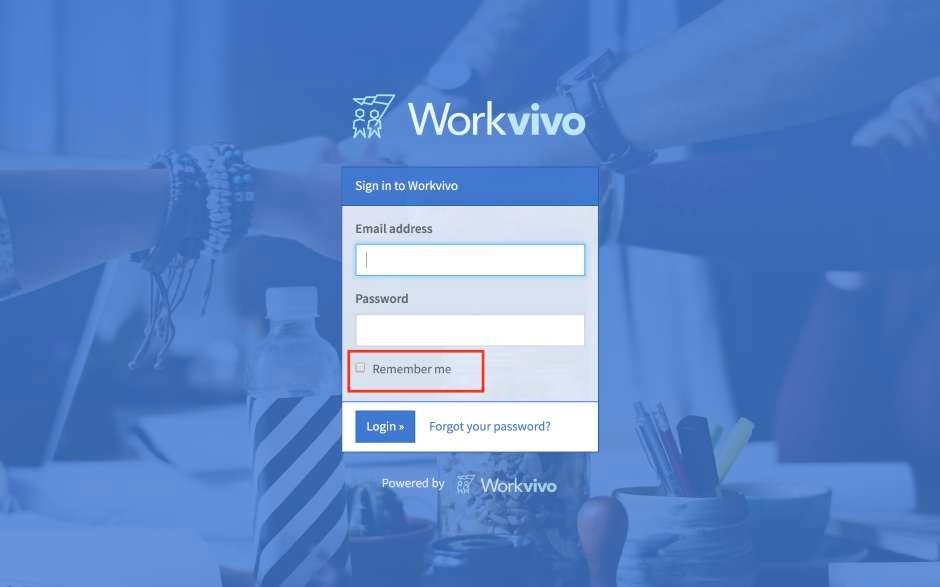 Workvivo
Sign in to Workvivo
Email address
Password
Remember me
Login » Forgot your password?
Powered by Workvivo